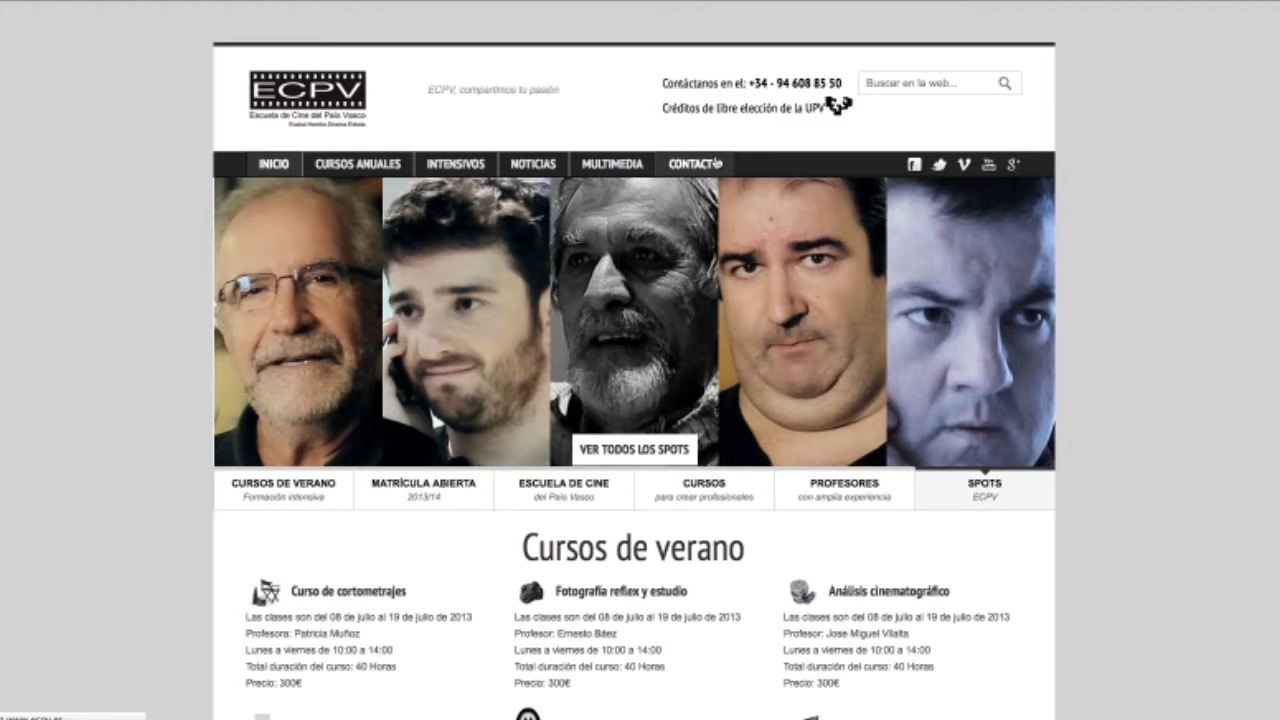 ECPV
Escuela de Cine del País Vasco
ECPV, compartimos tu pasión
Contáctanos en el: +34 - 94 608 85 50
Créditos de libre elección de la UPV
Buscar en la web...
INICIO CURSOS ANUALES INTENSIVOS NOTICIAS MULTIMEDIA CONTACTO
VER TODOS LOS SPOTS
CURSOS DE VERANO
Formación intensiva
MATRÍCULA ABIERTA
2013/14
ESCUELA DE CINE
del País Vasco
CURSOS
para crear profesionales
PROFESORES
con amplia experiencia
SPOTS
ECPV
Cursos de verano
Curso de cortometrajes
Las clases son del 08 de julio al 19 de julio de 2013
Profesora: Patricia Muñoz
Lunes a viernes de 10:00 a 14:00
Total duración del curso: 40 Horas
Precio: 300€
Fotografía reflex y estudio
Las clases son del 08 de julio al 19 de julio de 2013
Profesor: Ernesto Báez
Lunes a viernes de 10:00 a 14:00
Total duración del curso: 40 Horas
Precio: 300€
Análisis cinematográfico
Las clases son del 08 de julio al 19 de julio de 2013
Profesor: Jose Miguel Vilalta
Lunes a viernes de 10:00 a 14:00
Total duración del curso: 40 Horas
Precio: 300€